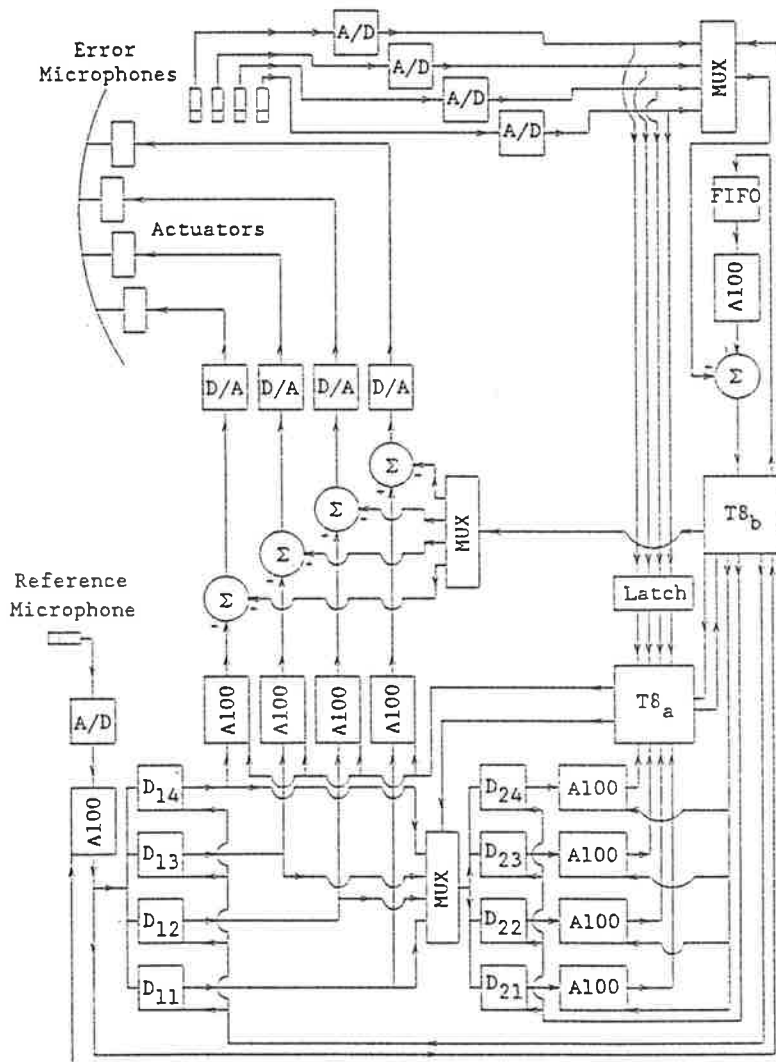 Error
Microphones
A/D
A/D
A/D
A/D
MUX
FIFO
A100
Σ
Actuators
D/A
D/A
D/A
D/A
Σ
Σ
Σ
Σ
MUX
T8b
Latch
T8a
Reference
Microphone
A/D
A100
A100
A100
A100
A100
D14
D13
D12
D11
MUX
D24
D23
D22
D21
A100
A100
A100
A100